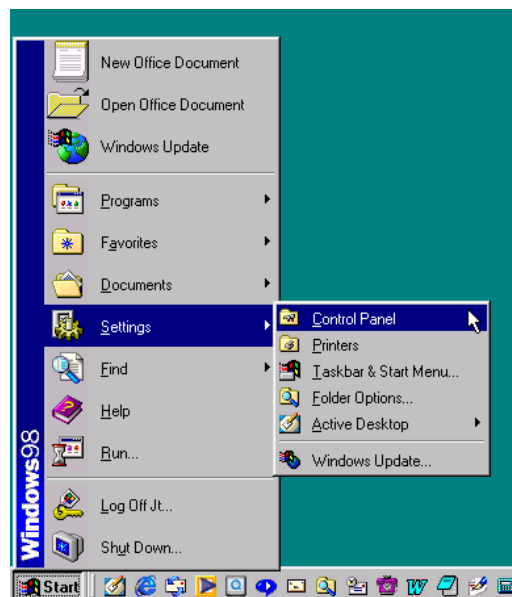 New Office Document
Open Office Document
Windows Update
Programs
Favorites
Documents
Settings
Find
Help
Run...
Log Off Jt...
Shut Down...
Control Panel
Printers
Taskbar & Start Menu...
Folder Options...
Active Desktop
Windows Update...
Windows98
Start